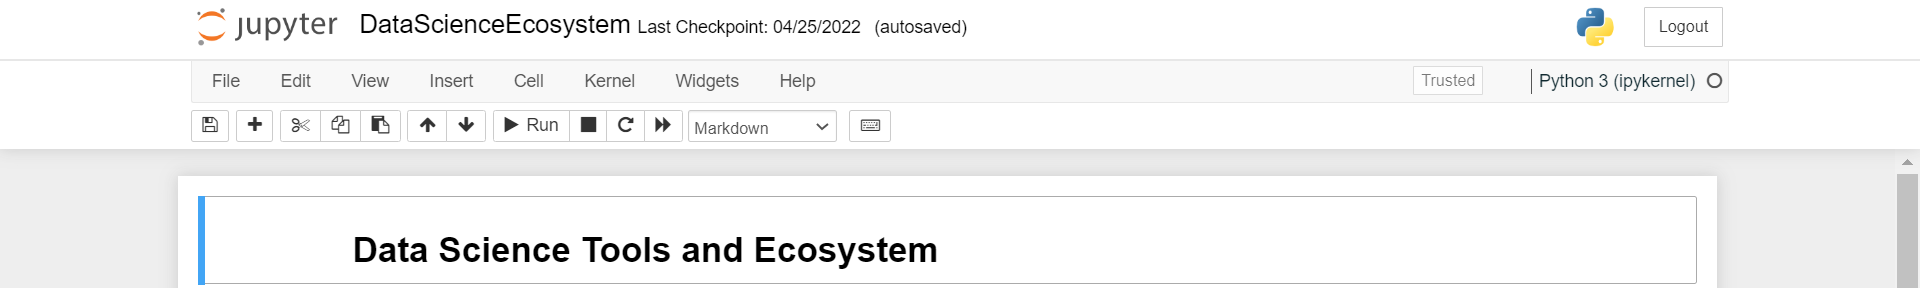 jupyter DataScienceEcosystem Last Checkpoint: 04/25/2022 (autosaved) Logout
File Edit View Insert Cell Kernel Widgets Help Trusted Python 3 (ipykernel)
Run Markdown
Data Science Tools and Ecosystem